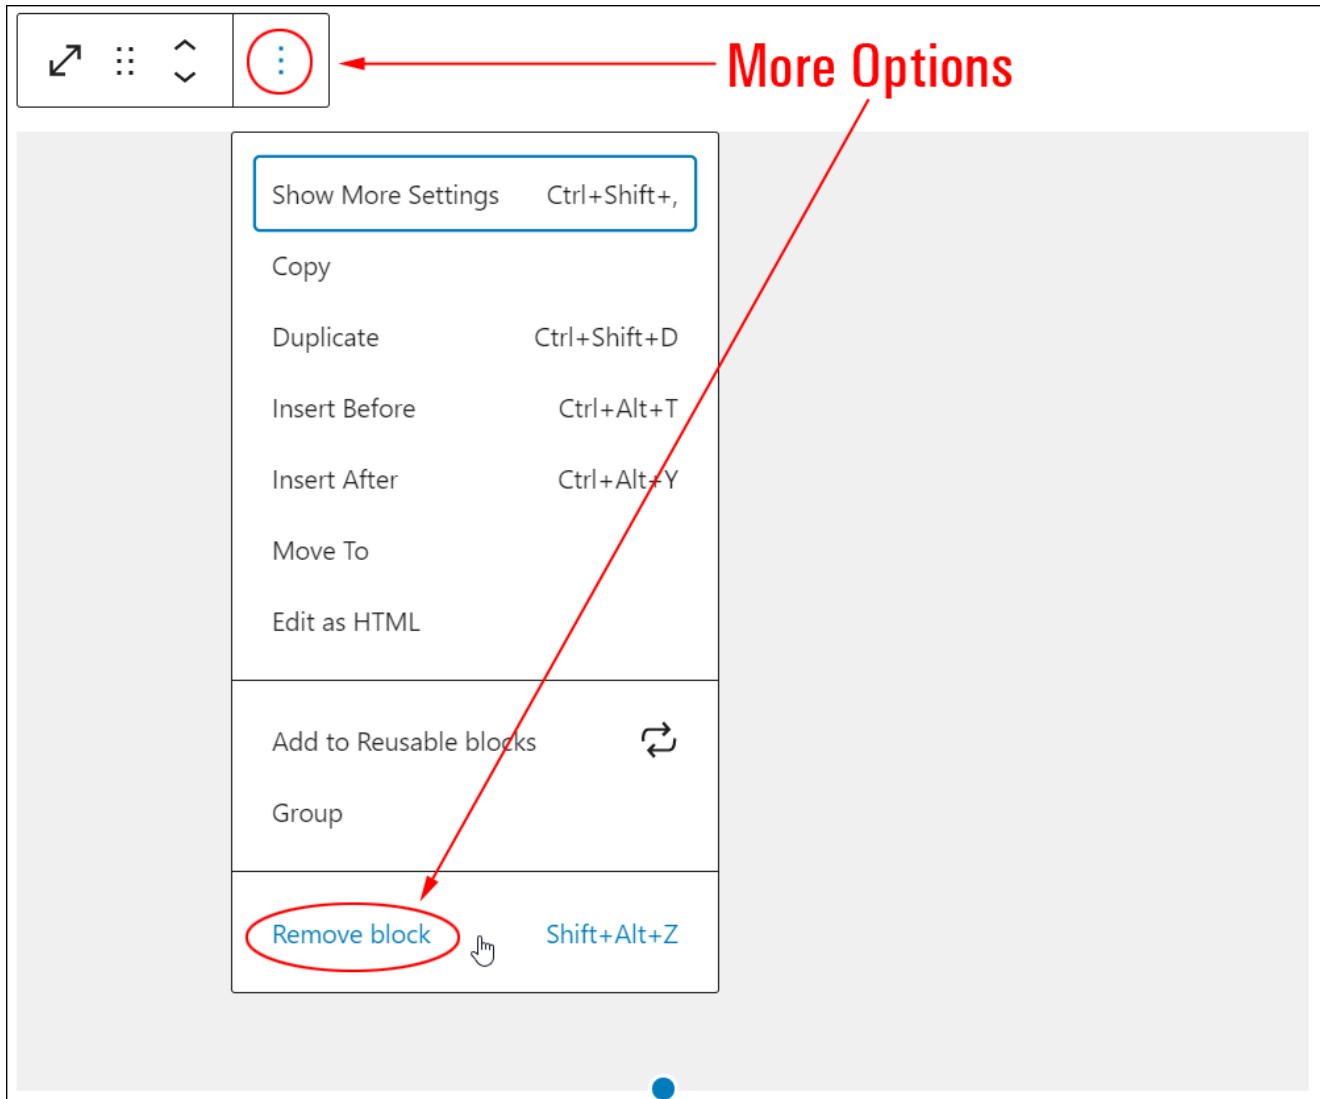 More Options
Show More Settings Ctrl+Shift+,
Copy
Duplicate Ctrl+Shift+D
Insert Before Ctrl+Alt+T
Insert After Ctrl+Alt+Y
Move To
Edit as HTML
Add to Reusable blocks
Group
Remove block Shift+Alt+Z